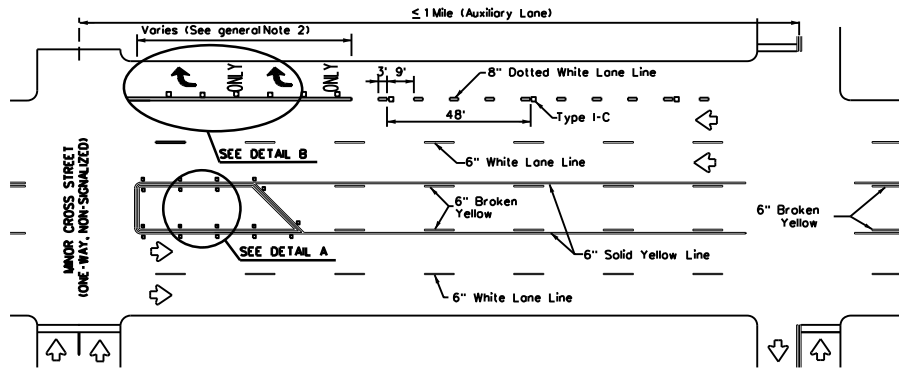 ≤ 1 Mile (Auxiliary Lane)
Varies (See general Note 2)
ONLY
ONLY
3' 9'
8" Dotted White Lane Line
48'
Type I-C
SEE DETAIL B
6" White Lane Line
MINOR CROSS STREET
(ONE-WAY, NON-SIGNALIZED)
6" Broken
Yellow
6" Broken
Yellow
SEE DETAIL A
6" Solid Yellow Line
6" White Lane Line